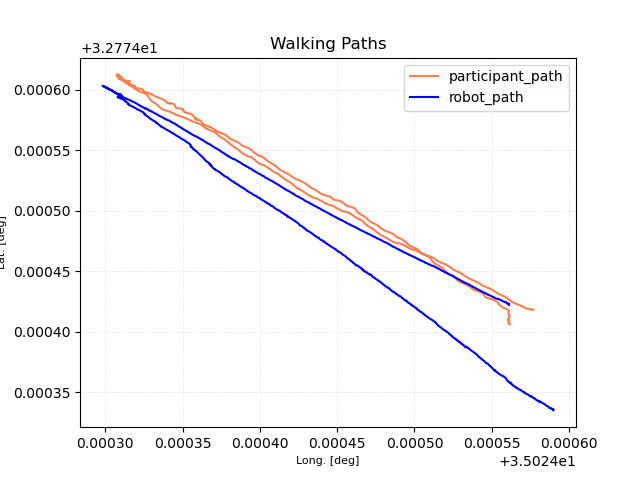 Walking Paths
+3.2774e1
participant_path
robot_path
0.00060
0.00055
0.00050
0.00045
0.00040
0.00035
Lat. [deg]
0.00030 0.00035 0.00040 0.00045 0.00050 0.00055 0.00060
Long. [deg]
+3.5024e1